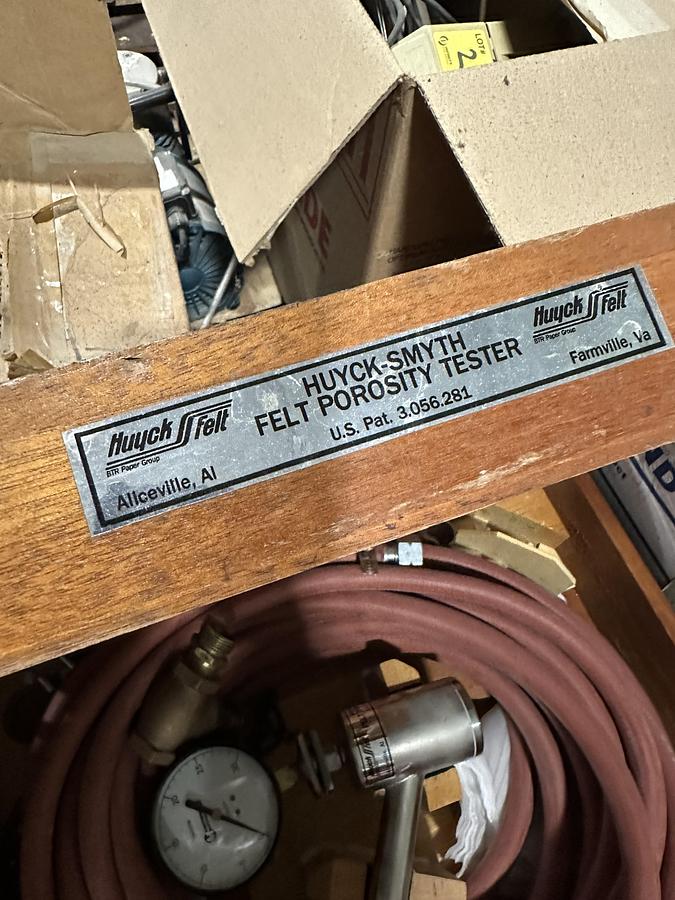 LOT#
2
Huyck felt
BTR Paper Group
Aliceville, Al
HUYCK-SMYTH
FELT POROSITY TESTER
U.S. Pat. 3.056.281
Huyck felt
BTR Paper Group
Farmville, Va